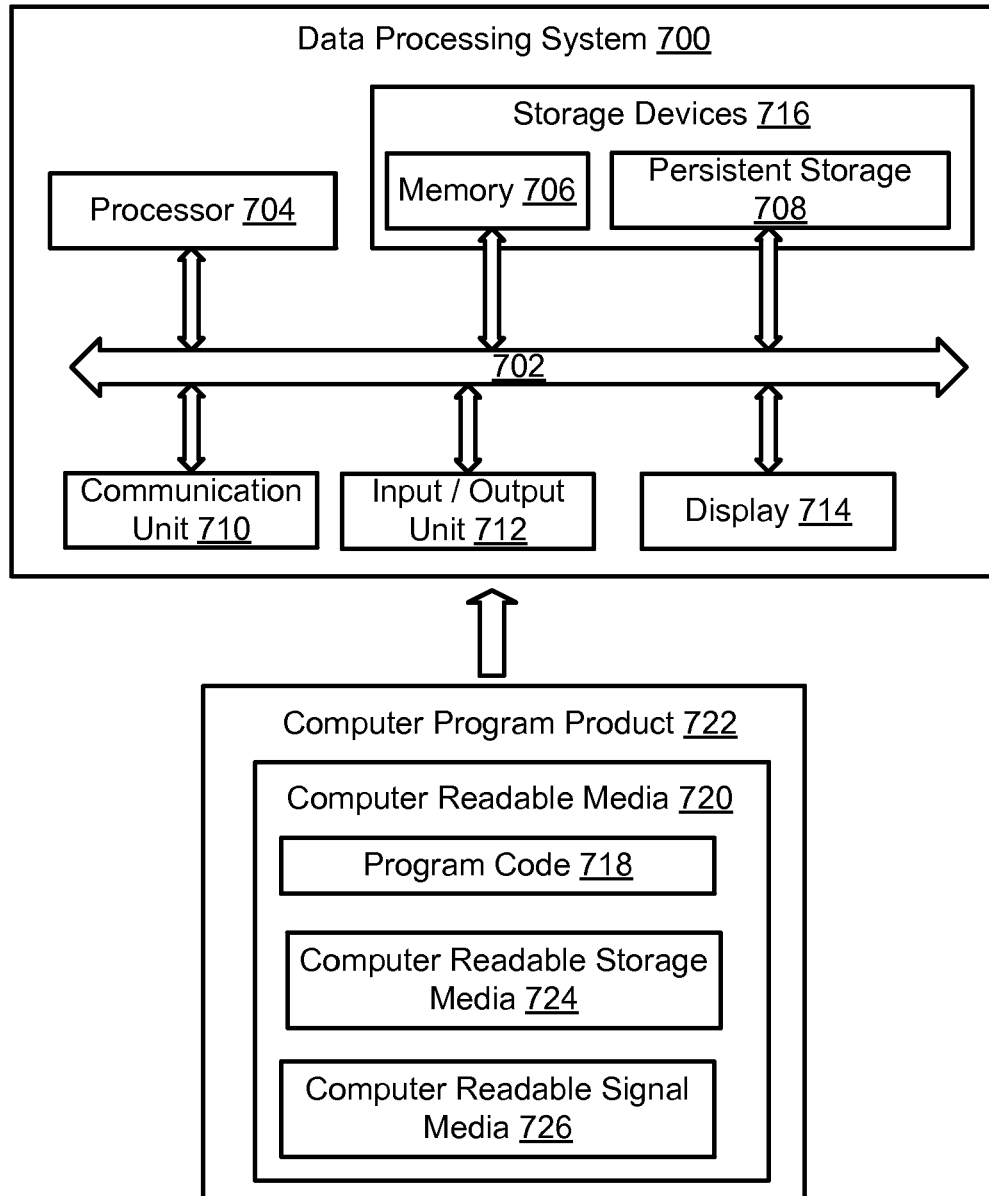 Data Processing System 700
Storage Devices 716
Processor 704
Memory 706
Persistent Storage
708
702
Communication
Unit 710
Input / Output
Unit 712
Display 714
Computer Program Product 722
Computer Readable Media 720
Program Code 718
Computer Readable Storage
Media 724
Computer Readable Signal
Media 726